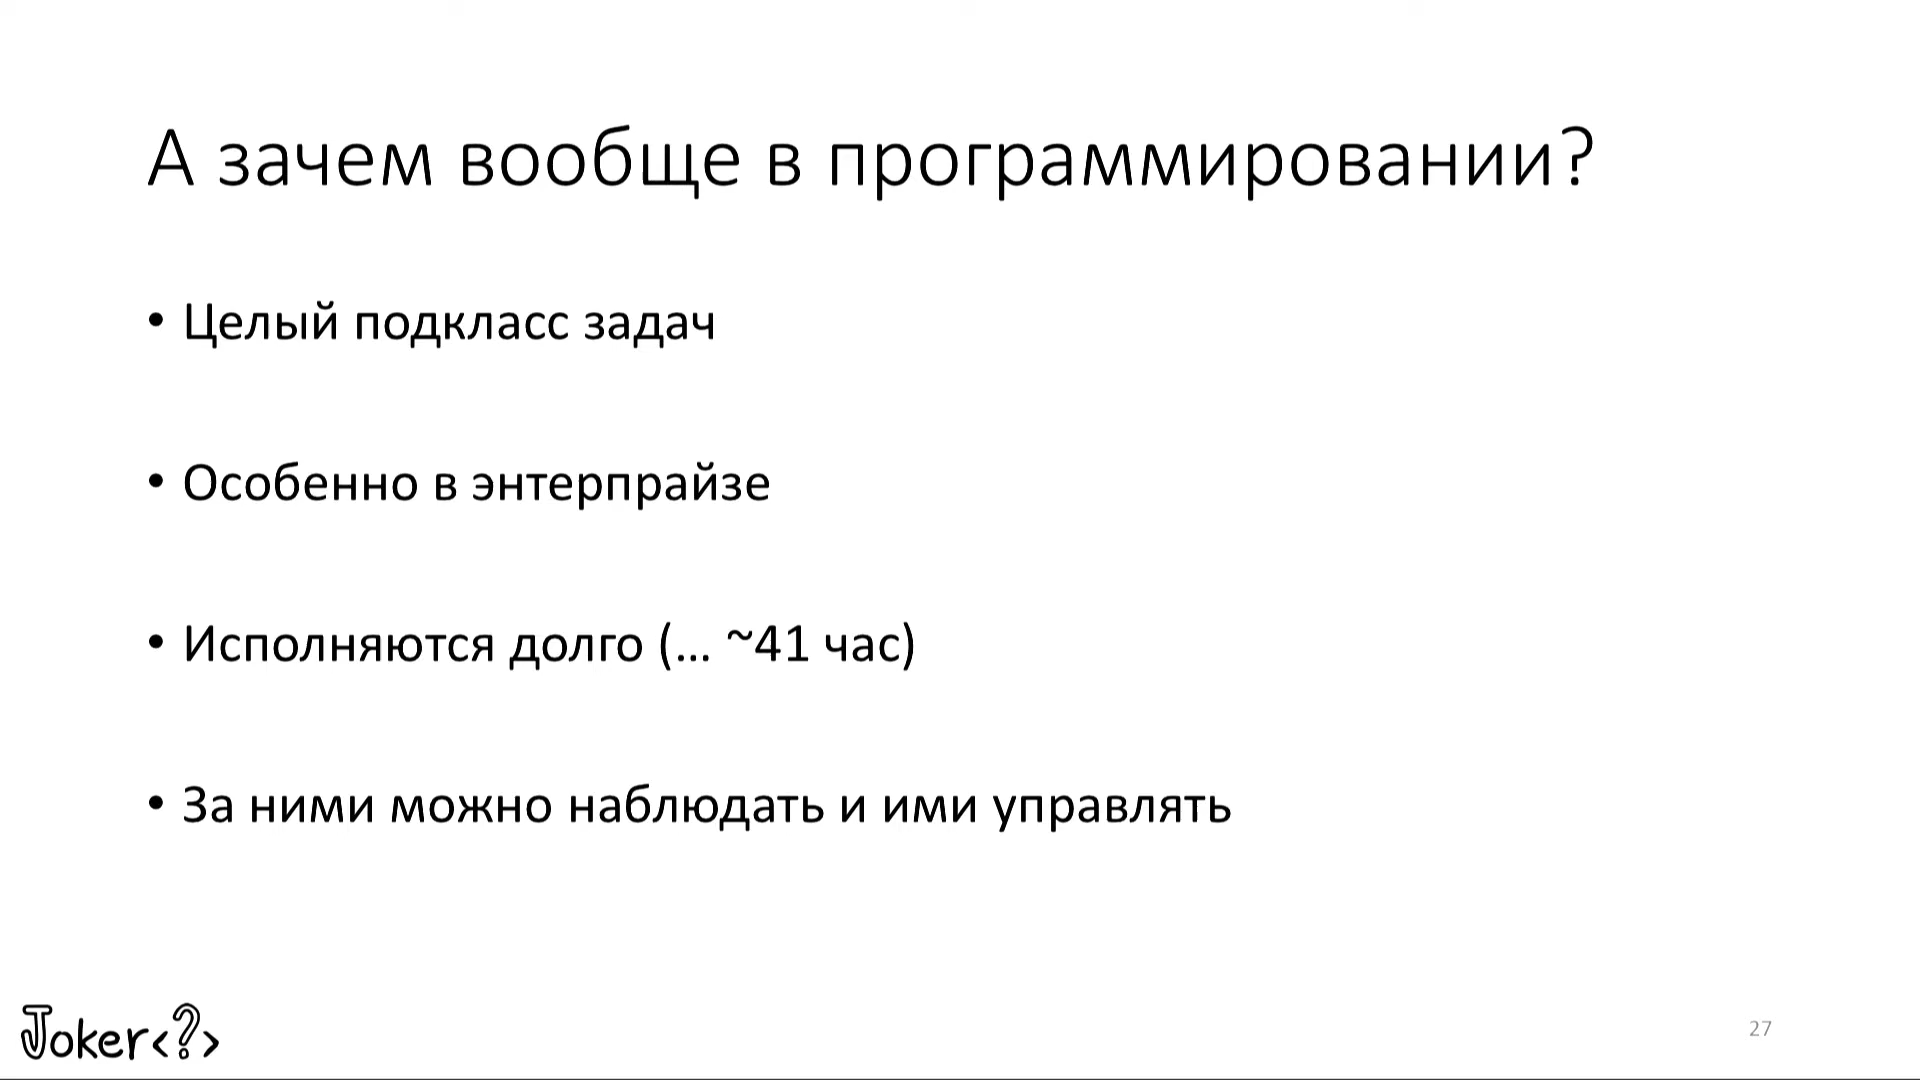 А зачем вообще в программировании?
• Целый подкласс задач
• Особенно в энтерпрайзе
• Исполняются долго (... ~41 час)
• За ними можно наблюдать и ими управлять
Joker<?>
27